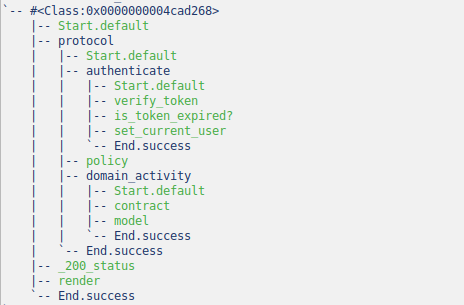 `-- #<Class:0x0000000004cad268>
    |-- Start.default
    |-- protocol
    |   |-- Start.default
    |   |-- authenticate
    |   |   |-- Start.default
    |   |   |-- verify_token
    |   |   |-- is_token_expired?
    |   |   |-- set_current_user
    |   |   `-- End.success
    |   |-- policy
    |   |-- domain_activity
    |   |   |-- Start.default
    |   |   |-- contract
    |   |   |-- model
    |   |   `-- End.success
    |   `-- End.success
    |-- _200_status
    |-- render
    `-- End.success